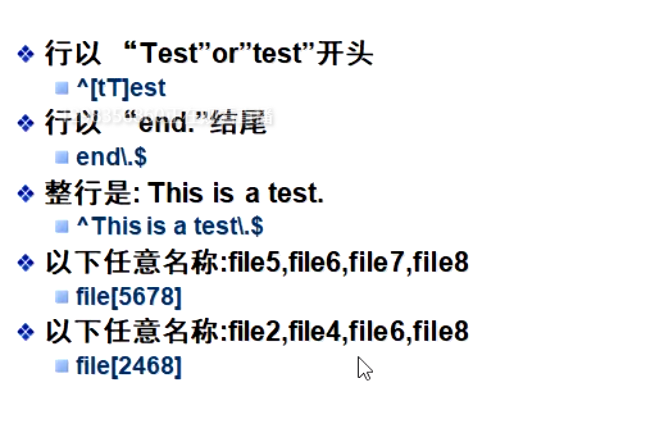 行以 “Test”or”test”开头
^[tT]est
行以 “end.”结尾
end\.$
整行是: This is a test.
^This is a test\.$
以下任意名称:file5,file6,file7,file8
file[5678]
以下任意名称:file2,file4,file6,file8
file[2468]